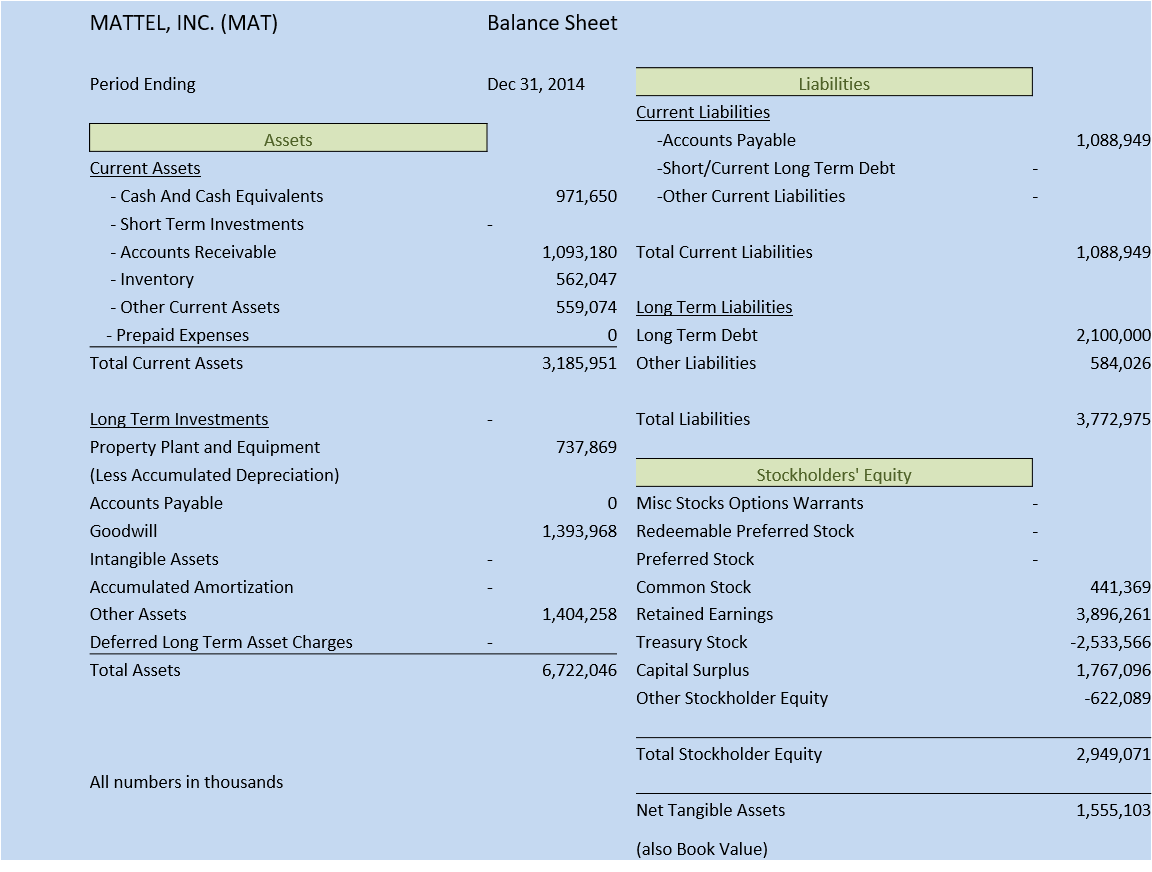 MATTEL, INC. (MAT) Balance Sheet
Period Ending Dec 31, 2014
Assets
Current Assets
- Cash And Cash Equivalents 971,650
- Short Term Investments -
- Accounts Receivable 1,093,180
- Inventory 562,047
- Other Current Assets 559,074
- Prepaid Expenses 0
Total Current Assets 3,185,951
Long Term Investments -
Property Plant and Equipment 737,869
(Less Accumulated Depreciation)
Accounts Payable 0
Goodwill 1,393,968
Intangible Assets -
Accumulated Amortization -
Other Assets 1,404,258
Deferred Long Term Asset Charges -
Total Assets 6,722,046
All numbers in thousands
Liabilities
Current Liabilities
-Accounts Payable 1,088,949
-Short/Current Long Term Debt -
-Other Current Liabilities -
Total Current Liabilities 1,088,949
Long Term Liabilities
Long Term Debt 2,100,000
Other Liabilities 584,026
Total Liabilities 3,772,975
Stockholders' Equity
Misc Stocks Options Warrants -
Redeemable Preferred Stock -
Preferred Stock -
Common Stock 441,369
Retained Earnings 3,896,261
Treasury Stock -2,533,566
Capital Surplus 1,767,096
Other Stockholder Equity -622,089
Total Stockholder Equity 2,949,071
Net Tangible Assets 1,555,103
(also Book Value)